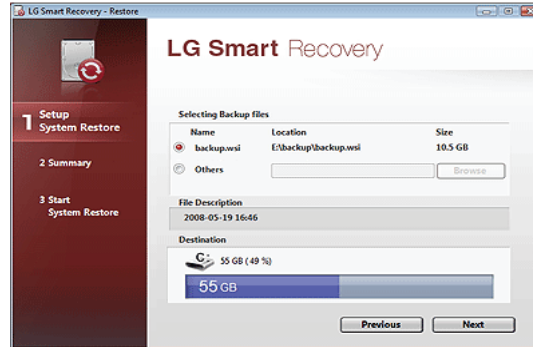 LG Smart Recovery - Restore
LG Smart Recovery
1 Setup
System Restore
2 Summary
3 Start
System Restore
Selecting Backup files
Name Location Size
backup.wsi E:\backup\backup.wsi 10.5 GB
Others Browse
File Description
2008-05-19 16:46
Destination
C: 55 GB (49 %)
55 GB
Previous Next